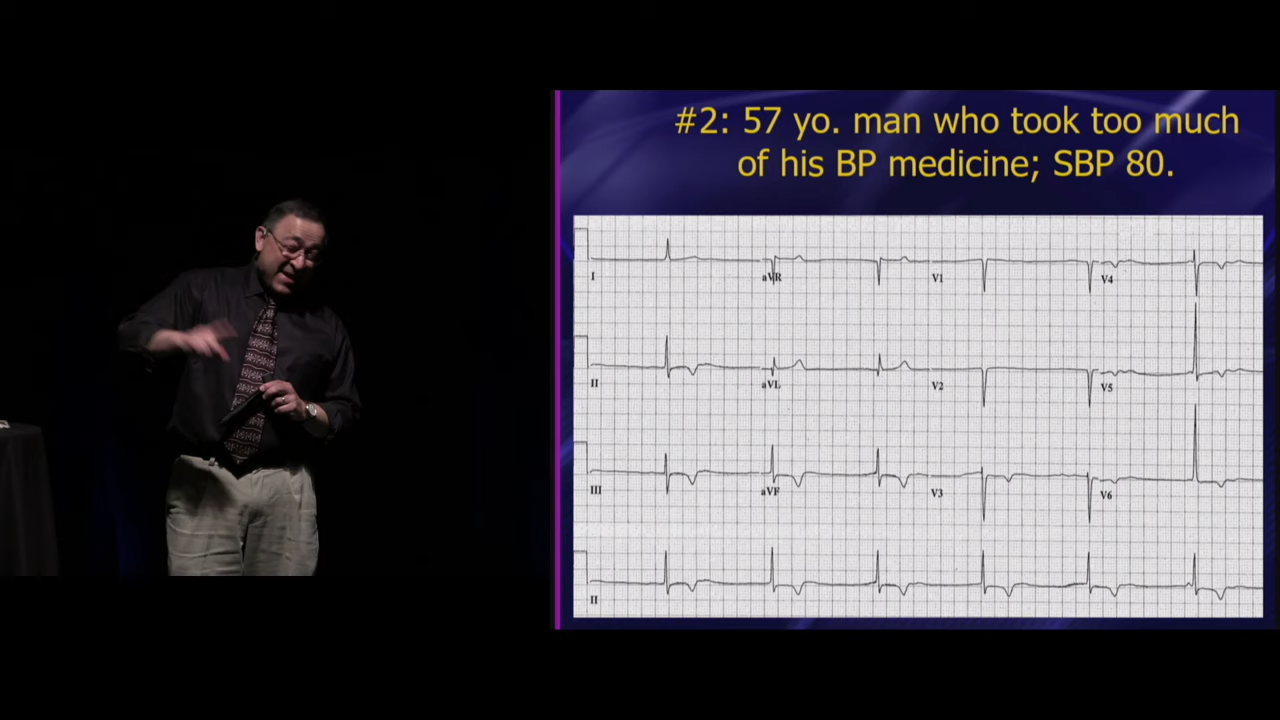 #2: 57 yo. man who took too much
of his BP medicine; SBP 80.
I aVR V1 V4
II aVL V2 V5
III aVF V3 V6
II